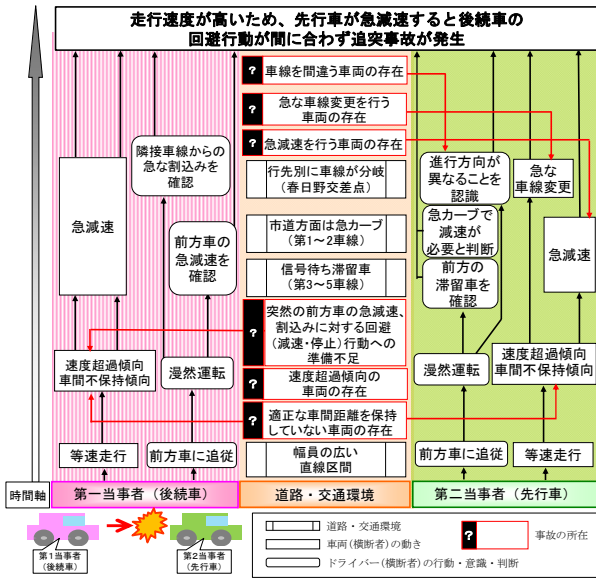 走行速度が高いため、先行車が急減速すると後続車の
回避行動が間に合わず追突事故が発生
? 車線を間違う車両の存在
? 急な車線変更を行う
車両の存在
? 急減速を行う車両の存在
隣接車線からの
急な割込みを
確認
行先別に車線が分岐
(春日野交差点)
進行方向が
異なることを
認識
急な
車線変更
急減速
前方車の
急減速を
確認
市道方面は急カーブ
(第1~2車線)
急カーブで
減速が
必要と判断
急減速
信号待ち滞留車
(第3~5車線)
前方の
滞留車を
確認
? 突然の前方車の急減速、
割込みに対する回避
(減速・停止)行動への
準備不足
速度超過傾向
車間不保持傾向
漫然運転
? 速度超過傾向の
車両の存在
漫然運転
速度超過傾向
車間不保持傾向
? 適正な車間距離を保持
していない車両の存在
等速走行
前方車に追従
幅員の広い
直線区間
前方車に追従
等速走行
時間軸
第一当事者(後続車)
道路・交通環境
第二当事者(先行車)
第1当事者
(後続車)
第2当事者
(先行車)
道路・交通環境
車両(横断者)の動き
ドライバー(横断者)の行動・意識・判断
? 事故の所在